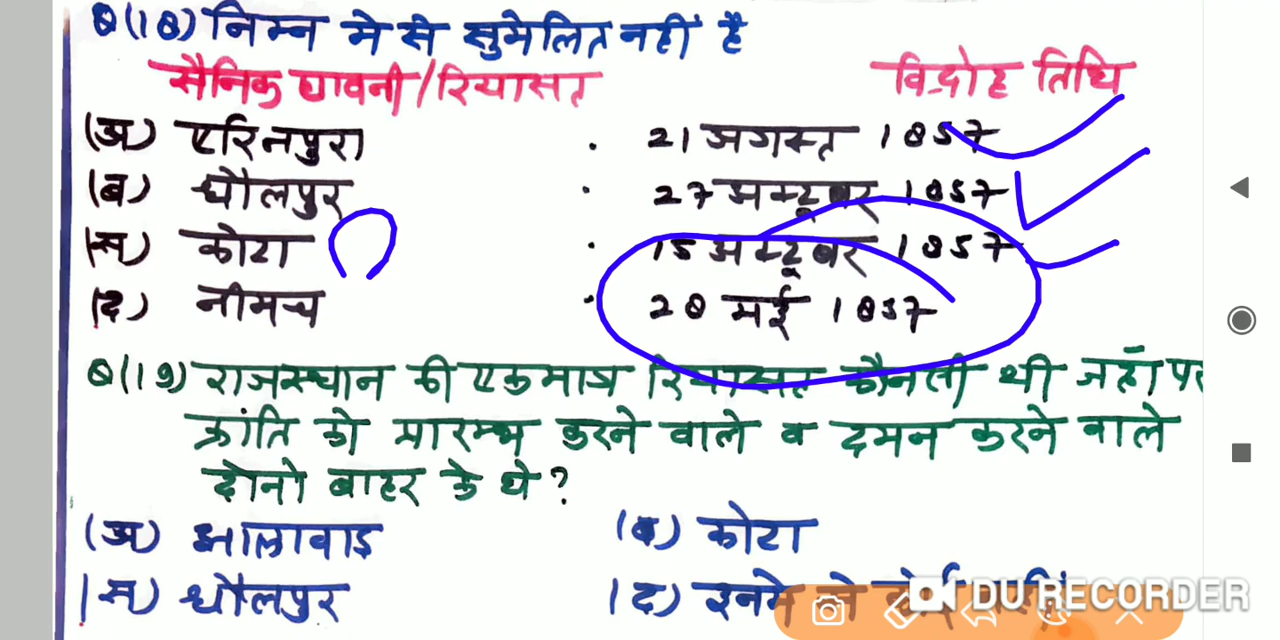 Q(18) निम्न मे से सुमेलित नहीं है
सैनिक छावनी/रियासत विद्रोह तिथि
(अ) एरिनपुरा . 21 अगस्त 1857
(ब) धौलपुर . 27 अक्टूबर 1857
(स) कोटा . 15 अक्टूबर 1857
(द) नीमच . 28 मई 1857
Q(19) राजस्थान की एकमात्र रियासत कौनसी थी जहाँ पर
क्रांति को प्रारम्भ करने वाले व दमन करने वाले
दोनो बाहर के थे?
(अ) झालावाड़ (ब) कोटा
(स) धौलपुर (द) इनमे से
DU RECORDER